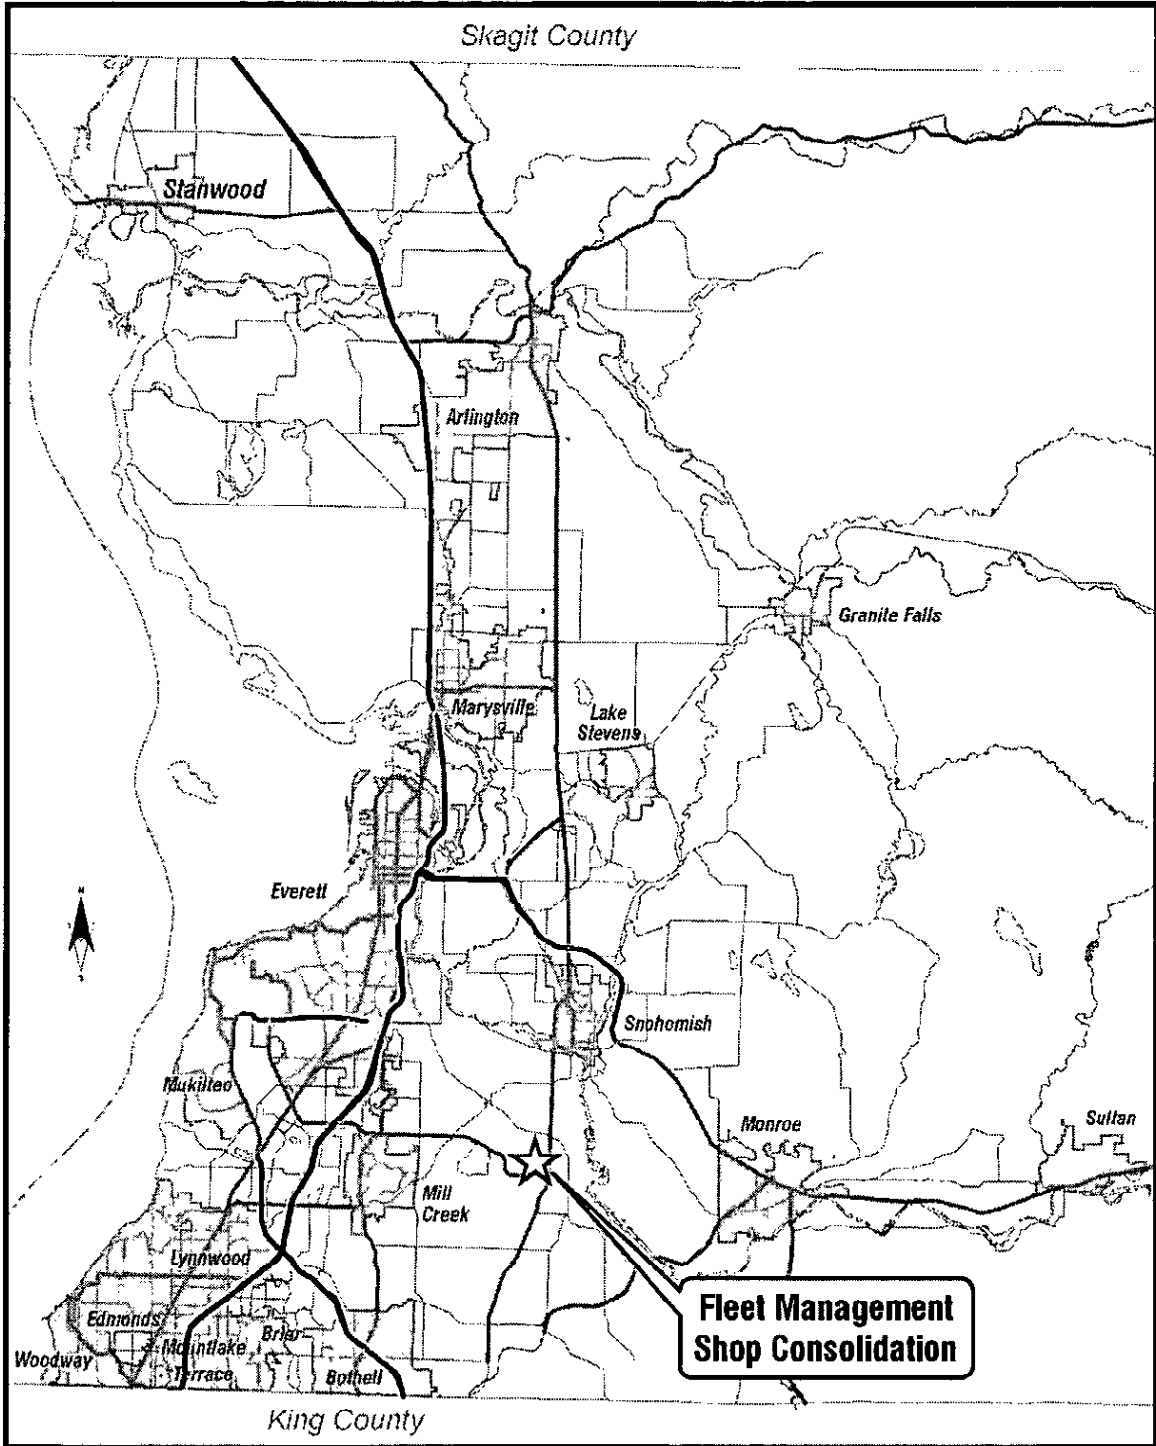 Skagit County
Stanwood
Arlington
Granite Falls
Marysville
Lake
Stevens
Everett
N
Snohomish
Mukilteo
Monroe
Sultan
Mill
Creek
Lynnwood
Edmonds
Brier
Mountlake
Terrace
Woodway
Bothell
Fleet Management
Shop Consolidation
King County